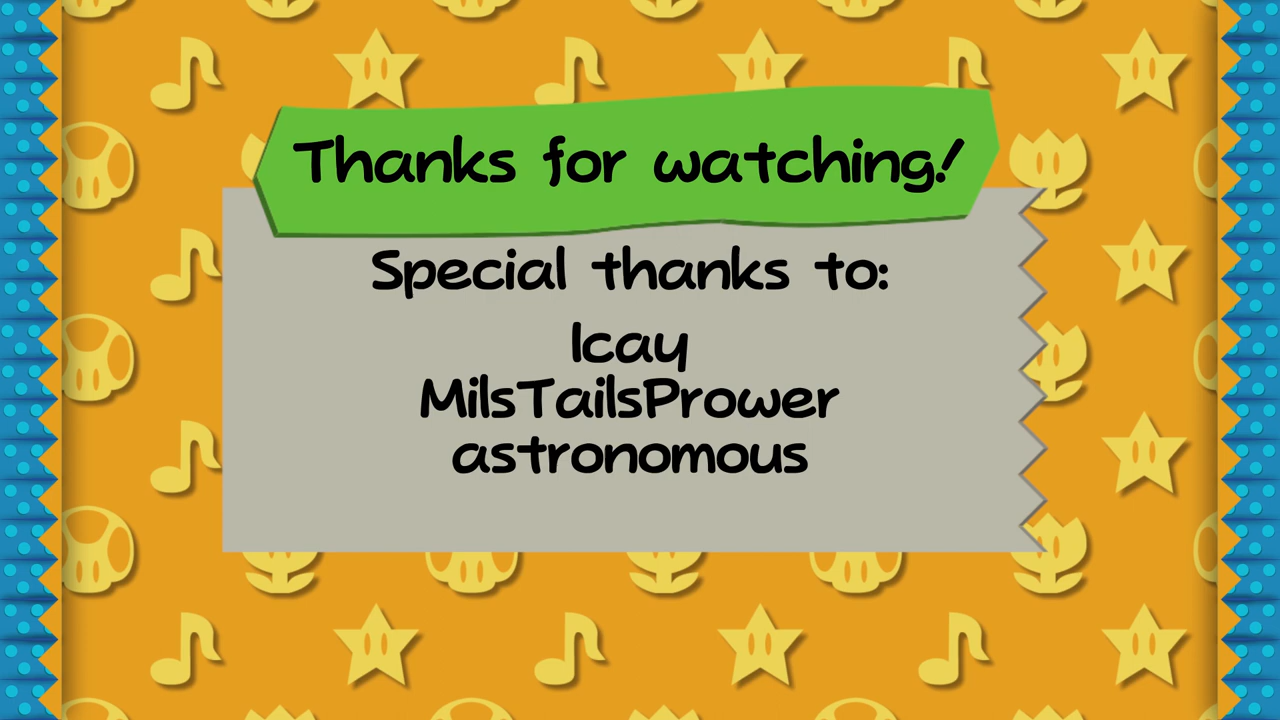 Thanks for watching!
Special thanks to:
Icay
MilsTailsPrower
astronomous